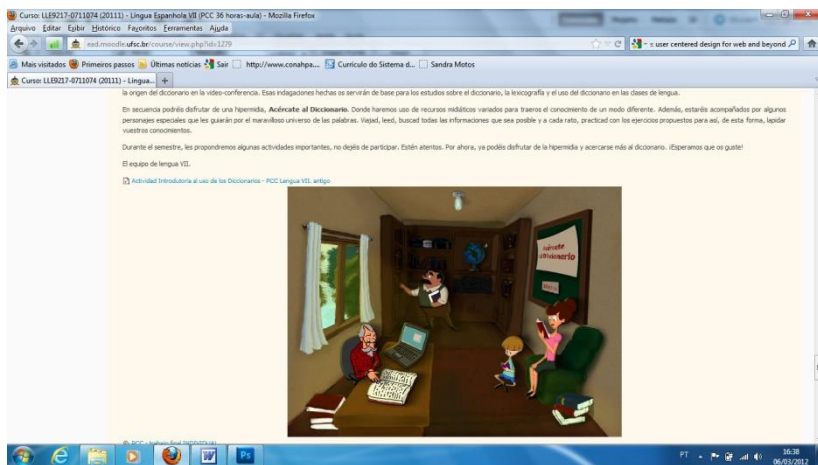 Curso: LLE9217-0711074 (20111) - Lingua Espanhola VII (PCC 36 horas-aula) - Mozilla Firefox
Arquivo Editar Exibir Histórico Favoritos Ferramentas Ajuda
ead.moodle.ufsc.br/course/view.php?id=1279
user centered design for web and beyond
Mais visitados Primeiros passos Últimas notícias Sair http://www.conahpa.... Currículo do Sistema d... Sandra Motos
Curso: LLE9217-0711074 (20111) - Lingua... +
la origen del diccionario en la video-conferencia. Esas indagaciones hechas os servirán de base para los estudios sobre el diccionario, la lexicografía y el uso del diccionario en las clases de lengua.
En secuencia podréis disfrutar de una hipermidia, Acércate al Diccionario. Donde haremos uso de recursos midiáticos variados para traeros el conocimiento de un modo diferente. Además, estaréis acompañados por algunos
personajes especiales que les guiarán por el maravilloso universo de las palabras. Viajad, leed, buscad todas las informaciones que sea posible y a cada rato, practicad con los ejercicios propuestos para así, de esta forma, lapidar
vuestros conocimientos.
Durante el semestre, les propondremos algunas actividades importantes, no dejéis de participar. Estén atentos. Por ahora, ya podéis disfrutar de la hipermidia y acercarse más al diccionario. ¡Esperamos que os guste!
El equipo de lengua VII.
Actividad Introdutoria al uso de los Diccionarios - PCC Lengua VII. antigo
Acércate
al Diccionario
PCC - trabajo final INDIVIDUAL
PT 16:38
06/03/2012